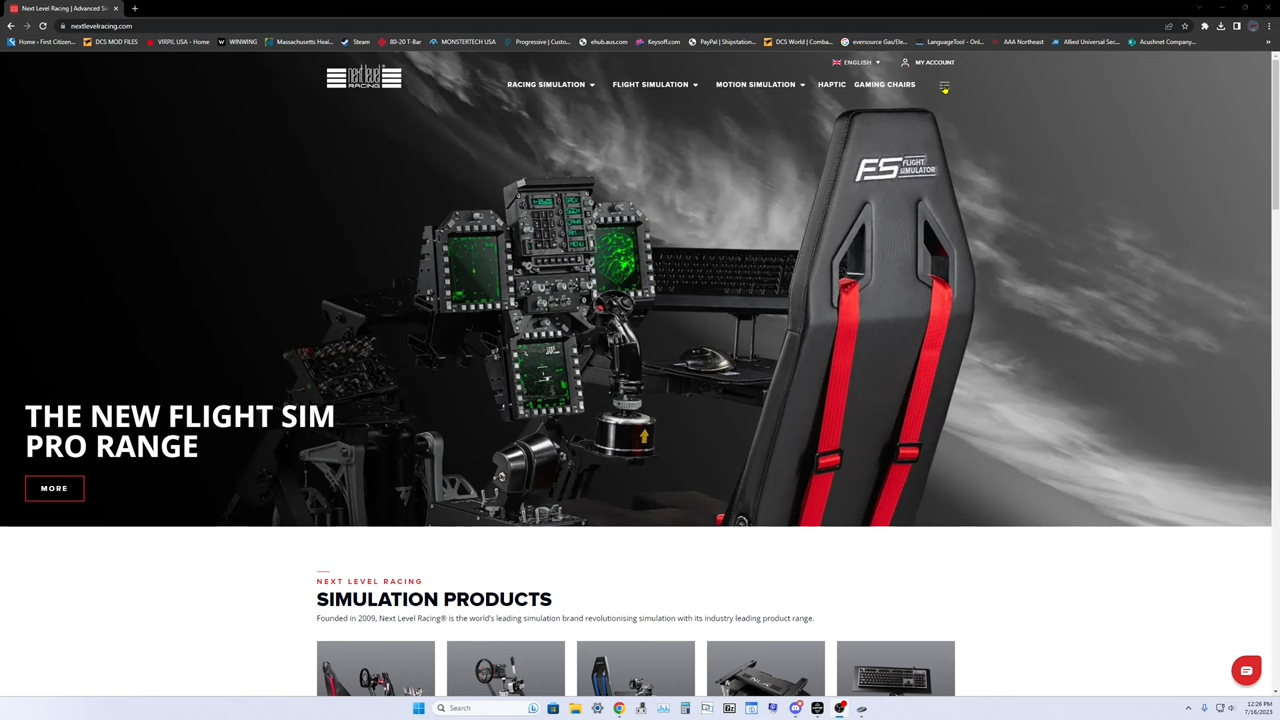 Next Level Racing | Advanced Si
nextlevelracing.com
Home › First Citizen...
DCS MOD FILES
VIRPIL USA - Home
WINWING
Massachusetts Heal...
Steam
80-20 T-Bar
MONSTERTECH USA
Progressive | Custo...
ehub.aus.com/
Keysoff.com:
PayPal | Shipstation...
DCS World | Comba...
eversource Gas/Ele...
LanguageTool - Onl...
AAA Northeast
Allied Universal Sec...
Acushnet Company...
»
ENGLISH
MY ACCOUNT
next level
RACING
RACING SIMULATION
FLIGHT SIMULATION
MOTION SIMULATION
HAPTIC
GAMING CHAIRS
FS FLIGHT
SIMULATOR
MENU
THE NEW FLIGHT SIM
PRO RANGE
MORE
NEXT LEVEL RACING
SIMULATION PRODUCTS
Founded in 2009, Next Level Racing® is the world's leading simulation brand revolutionising simulation with its industry leading product range.
Search
12:26 PM
7/16/2023